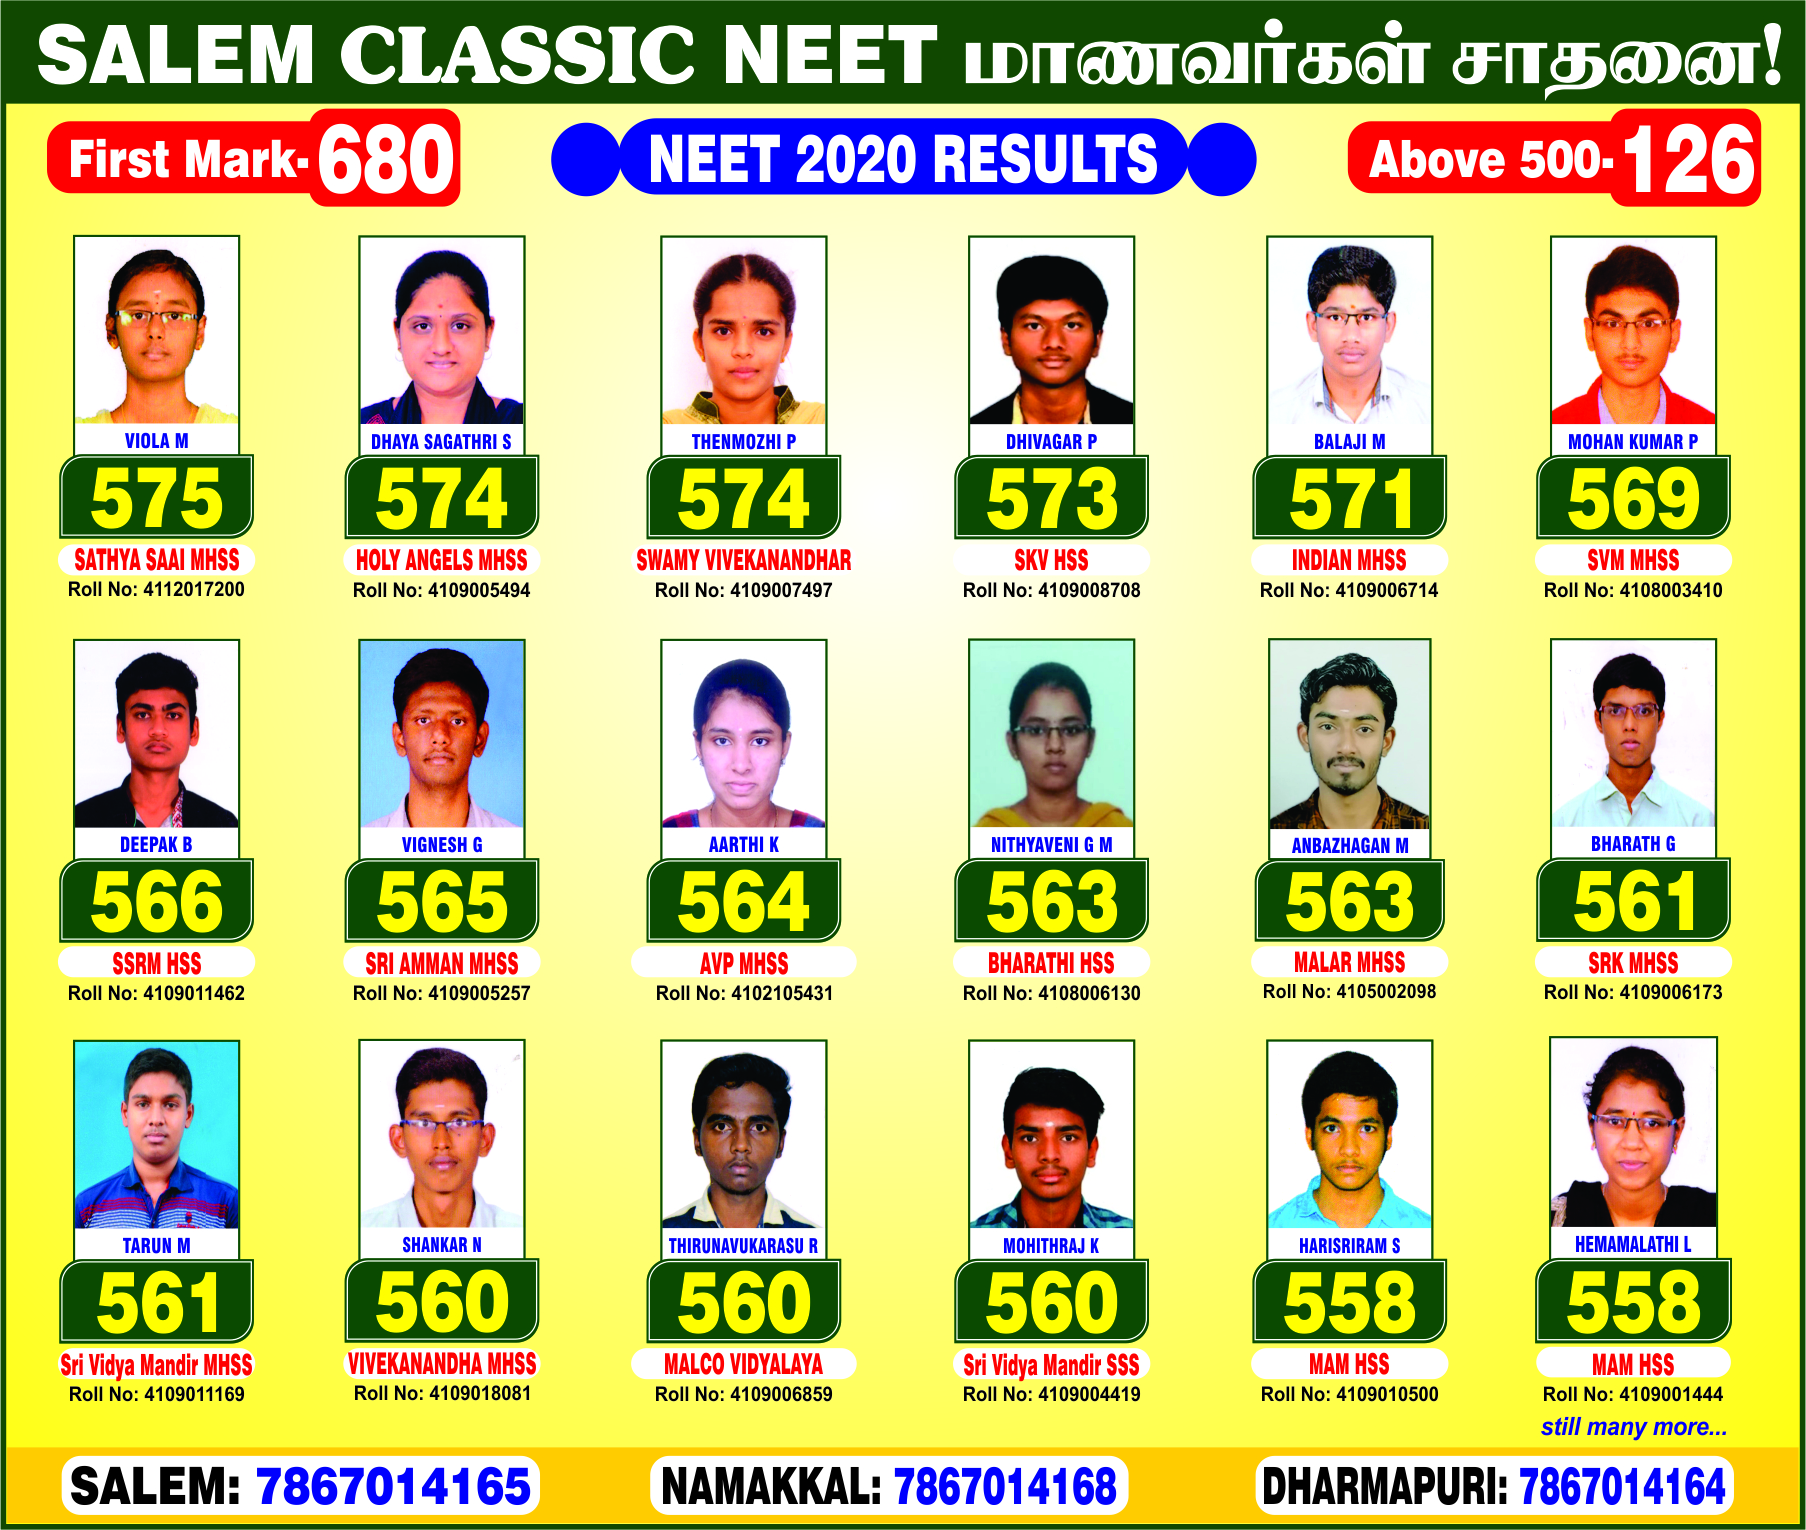 SALEM CLASSIC NEET மாணவர்கள் சாதனை!
First Mark-680
NEET 2020 RESULTS
Above 500-126
VIOLA M
575
SATHYA SAAI MHSS
Roll No: 4112017200
DHAYA SAGATHRI S
574
HOLY ANGELS MHSS
Roll No: 4109005494
THENMOZHI P
574
SWAMY VIVEKANANDHAR
Roll No: 4109007497
DHIVAGAR P
573
SKV HSS
Roll No: 4109008708
BALAJI M
571
INDIAN MHSS
Roll No: 4109006714
MOHAN KUMAR P
569
SVM MHSS
Roll No: 4108003410
DEEPAK B
566
SSRM HSS
Roll No: 4109011462
VIGNESH G
565
SRI AMMAN MHSS
Roll No: 4109005257
AARTHI K
564
AVP MHSS
Roll No: 4102105431
NITHYAVENI G M
563
BHARATHI HSS
Roll No: 4108006130
ANBAZHAGAN M
563
MALAR MHSS
Roll No: 4105002098
BHARATH G
561
SRK MHSS
Roll No: 4109006173
TARUN M
561
Sri Vidya Mandir MHSS
Roll No: 4109011169
SHANKAR N
560
VIVEKANANDHA MHSS
Roll No: 4109018081
THIRUNAVUKARASU R
560
MALCO VIDYALAYA
Roll No: 4109006859
MOHITHRAJ K
560
Sri Vidya Mandir SSS
Roll No: 4109004419
HARISRIRAM S
558
MAM HSS
Roll No: 4109010500
HEMAMALATHI L
558
MAM HSS
Roll No: 4109001444
still many more...
SALEM: 7867014165
NAMAKKAL: 7867014168
DHARMAPURI: 7867014164